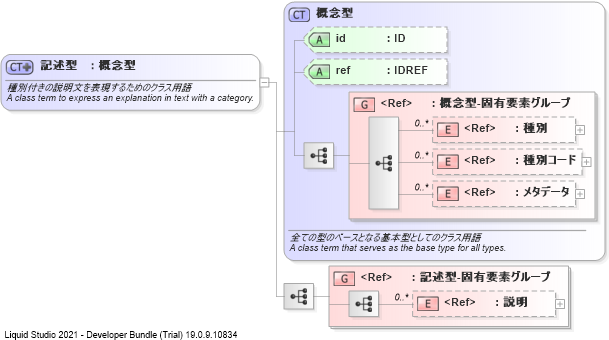 CT 概念型
A id : ID
A ref : IDREF
CT 記述型 : 概念型
種別付きの説明文を表現するためのクラス用語
A class term to express an explanation in text with a category.
G <Ref> : 概念型-固有要素グループ
0..*
E <Ref> : 種別
0..*
E <Ref> : 種別コード
0..*
E <Ref> : メタデータ
全ての型のベースとなる基本型としてのクラス用語
A class term that serves as the base type for all types.
G <Ref> : 記述型-固有要素グループ
0..*
E <Ref> : 説明
Liquid Studio 2021 - Developer Bundle (Trial) 19.0.9.10834